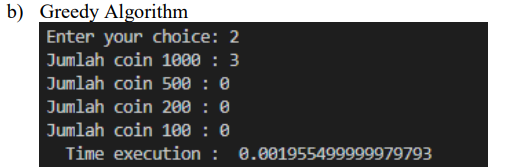 b) Greedy Algorithm
Enter your choice: 2
Jumlah coin 1000 : 3
Jumlah coin 500 : 0
Jumlah coin 200 : 0
Jumlah coin 100 : 0
Time execution : 0.001955499999979793